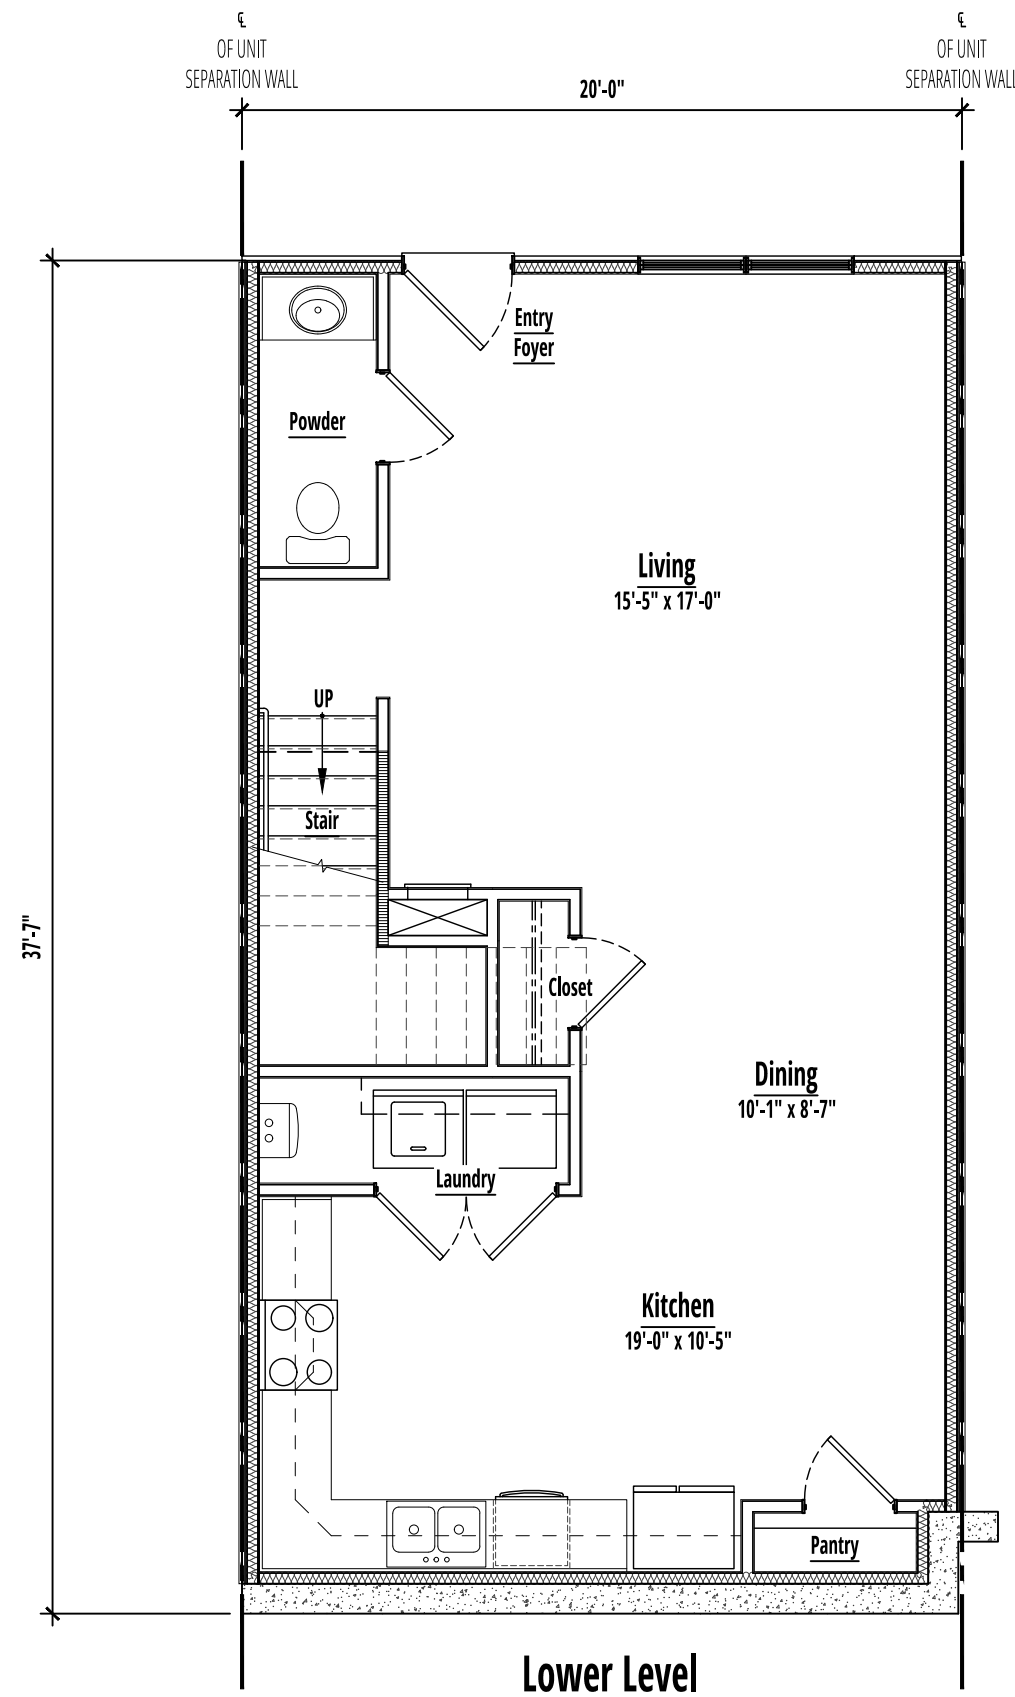 ℄ ℄
OF UNIT OF UNIT
SEPARATION WALL SEPARATION WALL
20'-0"
Entry
Foyer
Powder
Living
15'-5" x 17'-0"
UP
Stair
37'-7"
Closet
Dining
10'-1" x 8'-7"
Laundry
Kitchen
19'-0" x 10'-5"
Pantry
Lower Level